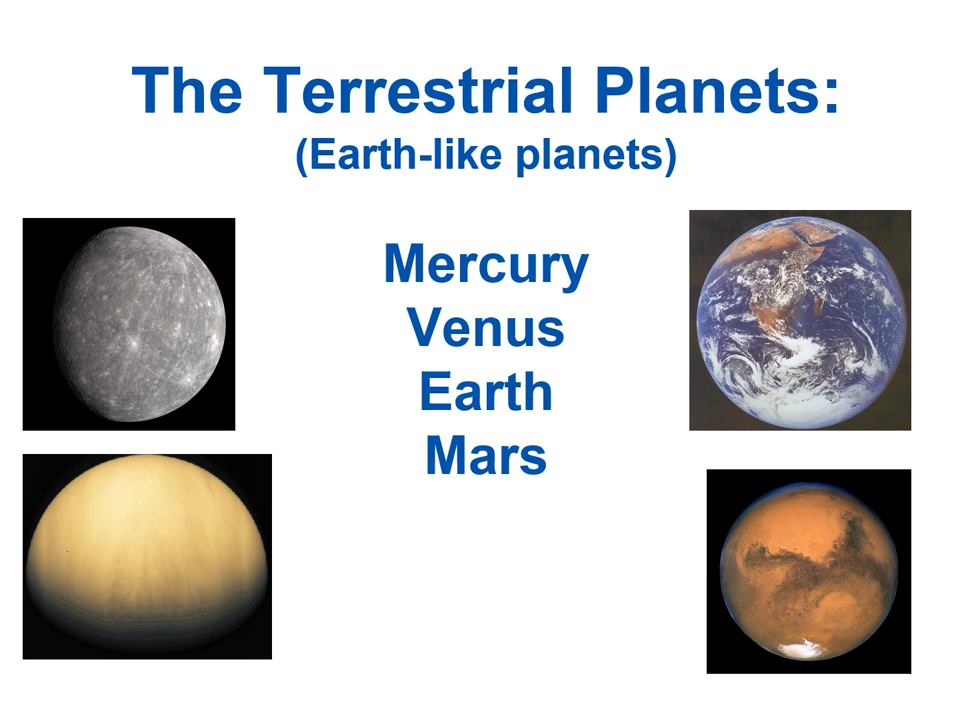 The Terrestrial Planets:
(Earth-like planets)
Mercury
Venus
Earth
Mars